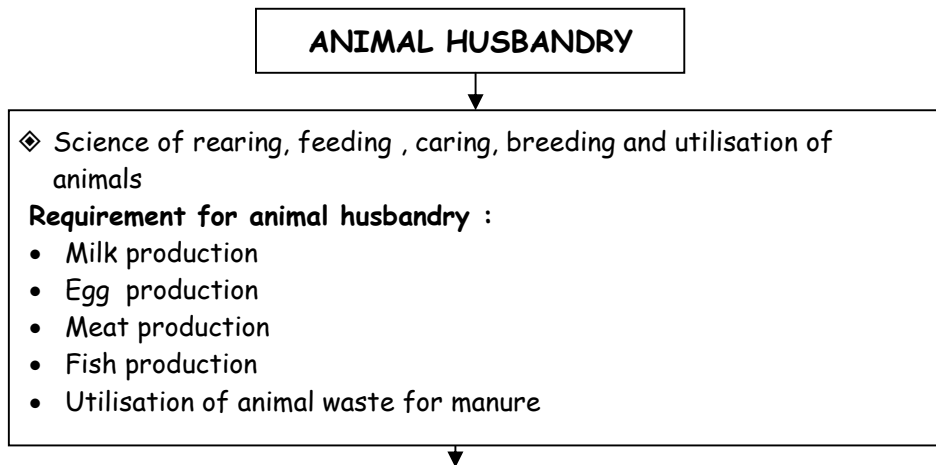 ANIMAL HUSBANDRY
◈ Science of rearing, feeding , caring, breeding and utilisation of
animals
Requirement for animal husbandry :
• Milk production
• Egg production
• Meat production
• Fish production
• Utilisation of animal waste for manure